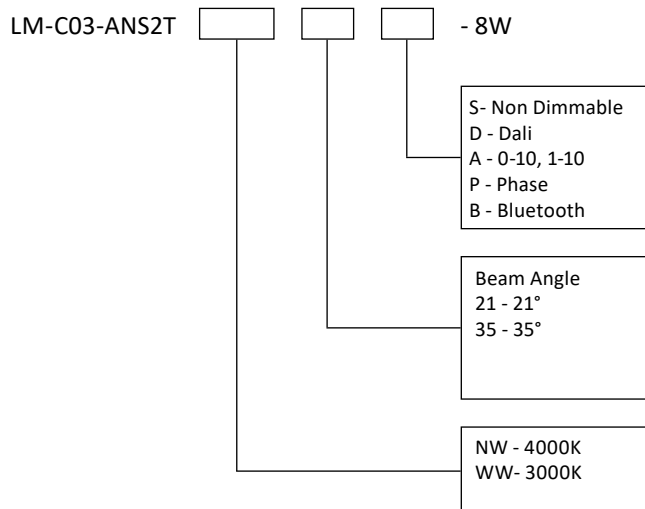 LM-C03-ANS2T - 8W
S- Non Dimmable
D - Dali
A - 0-10, 1-10
P - Phase
B - Bluetooth
Beam Angle
21 - 21°
35 - 35°
NW - 4000K
WW- 3000K